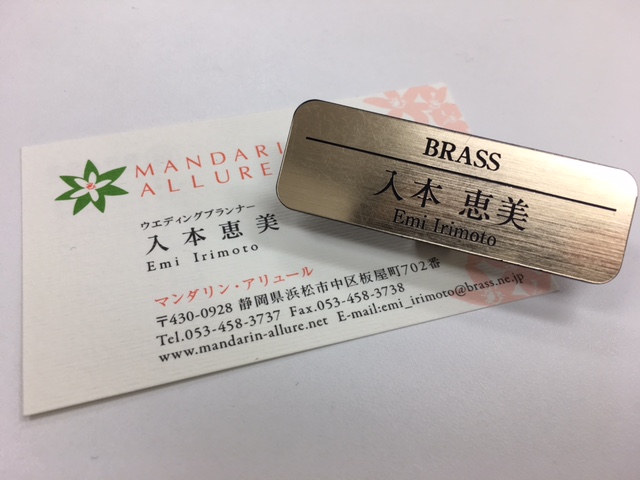 MANDARI
ALLURE
ウエディングプランナー
入本恵美
Emi Irimoto
マンダリン・アリュール
〒430-0928 静岡県浜松市中区板屋町702番
Tel.053-458-3737 Fax.053-458-3738
www.mandarin-allure.net E-mail:emi_irimoto@brass.ne.jp
BRASS
入本 恵美
Emi Irimoto